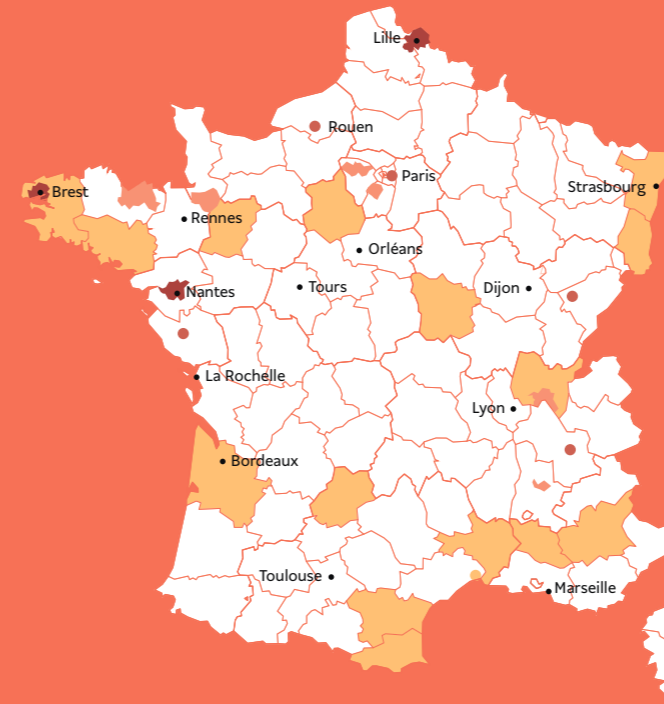 Lille
Rouen
Paris
Brest
Strasbourg
Rennes
Orléans
Tours
Dijon
Nantes
La Rochelle
Lyon
Bordeaux
Toulouse
Marseille